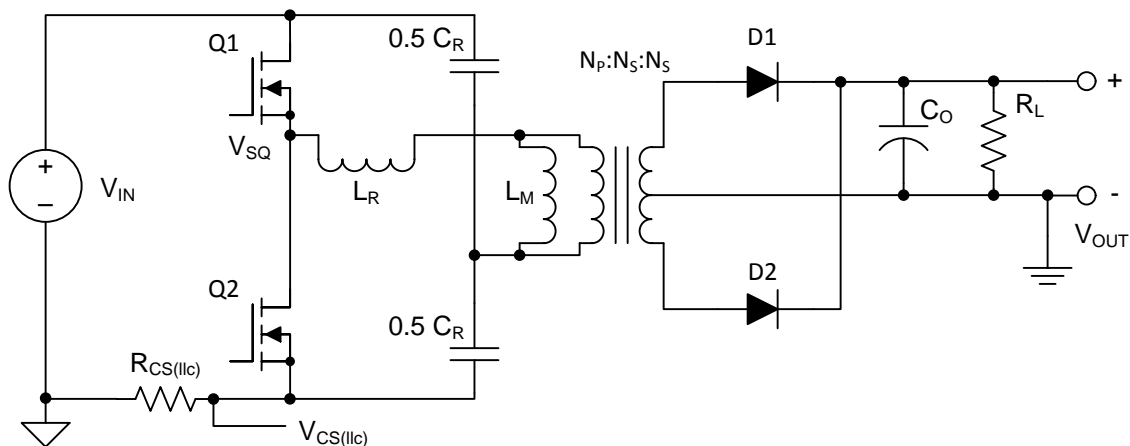 Q1
0.5 C_R
D1
N_P:N_S:N_S
+
C_O
R_L
V_SQ
+
−
V_IN
L_R
L_M
-
V_OUT
D2
Q2
0.5 C_R
R_CS(llc)
V_CS(llc)